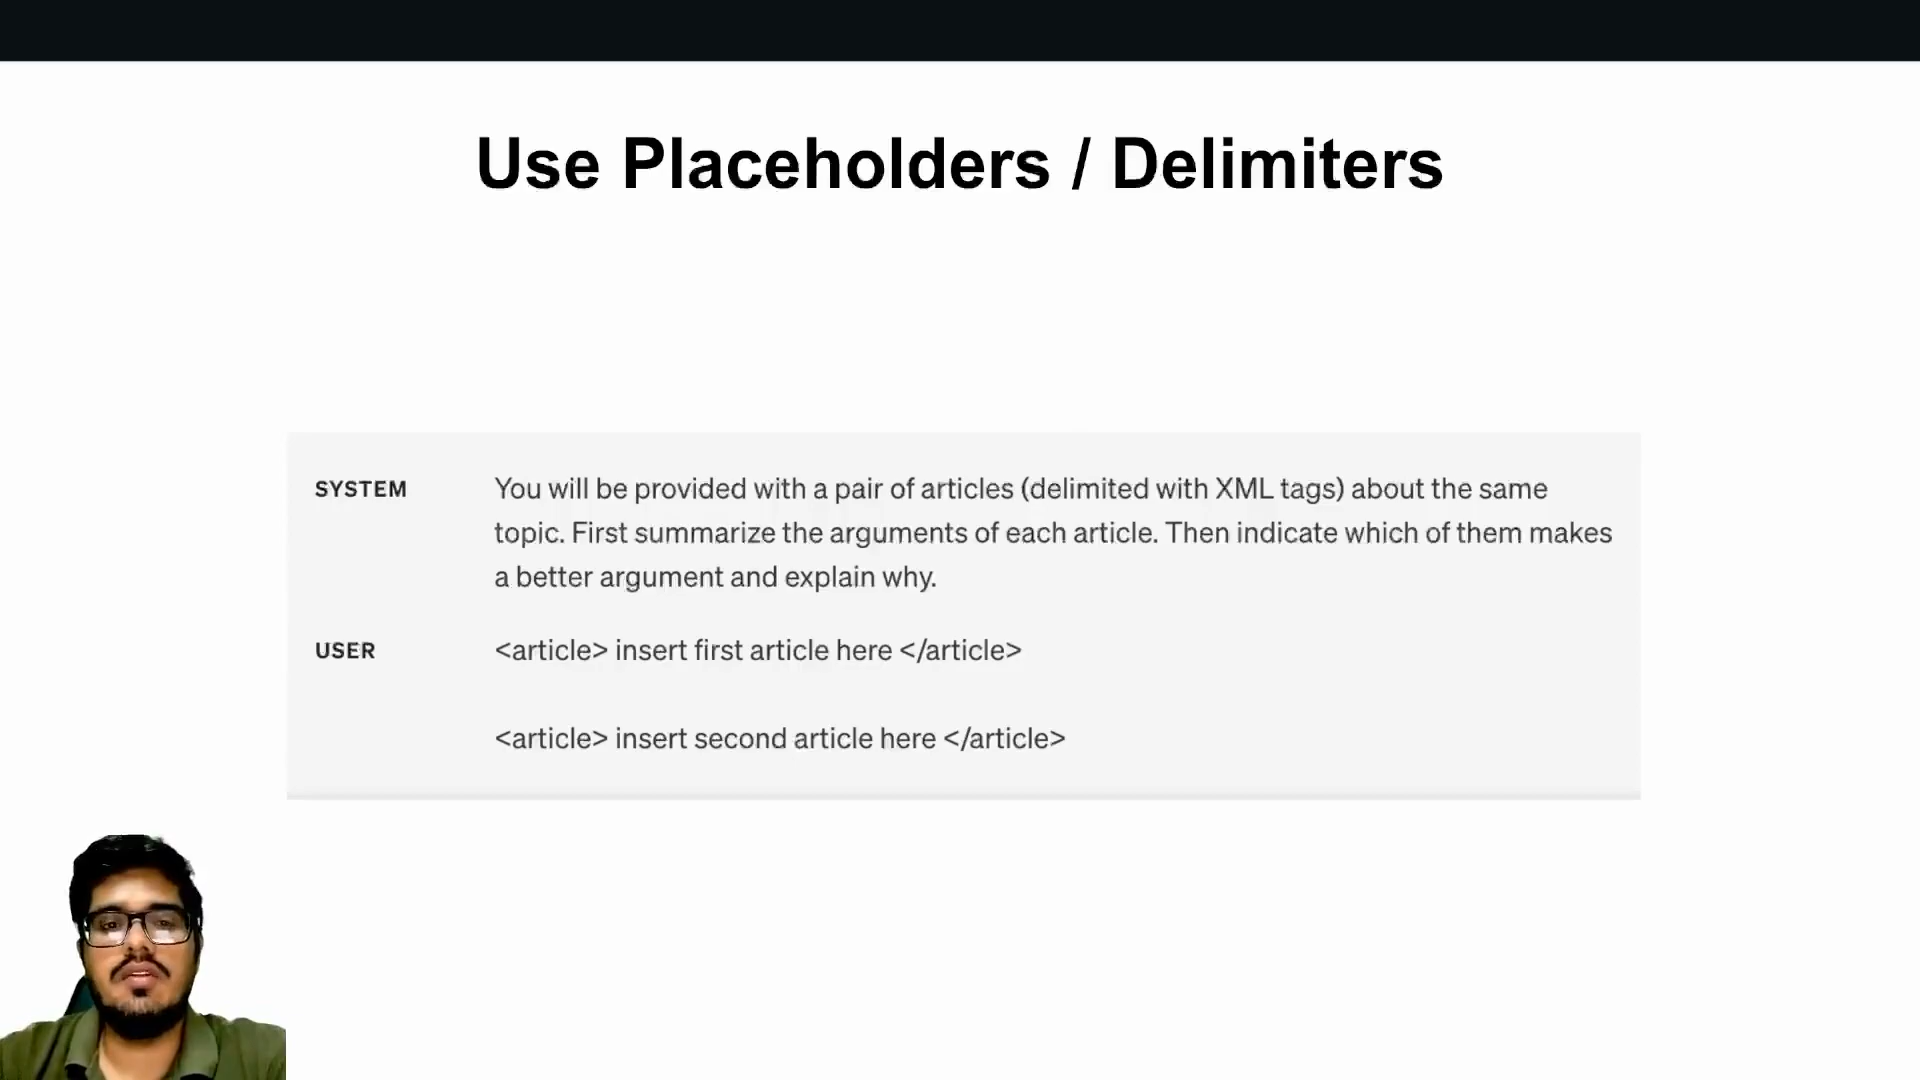 Use Placeholders / Delimiters
SYSTEM
You will be provided with a pair of articles (delimited with XML tags) about the same
topic. First summarize the arguments of each article. Then indicate which of them makes
a better argument and explain why.
USER
<article> insert first article here </article>
<article> insert second article here </article>